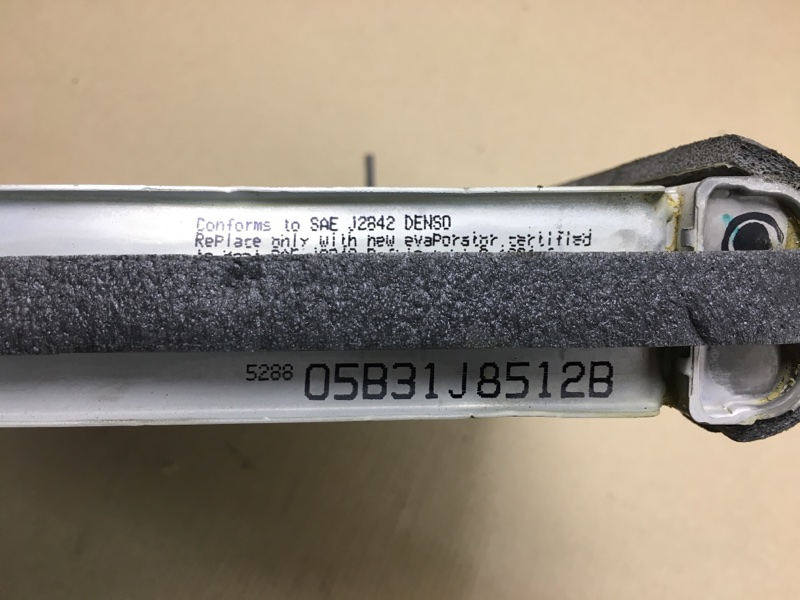 Conforms to SAE J2842 DENSO
RePlace only with new evaPorator certified
5288 05B31J8512B